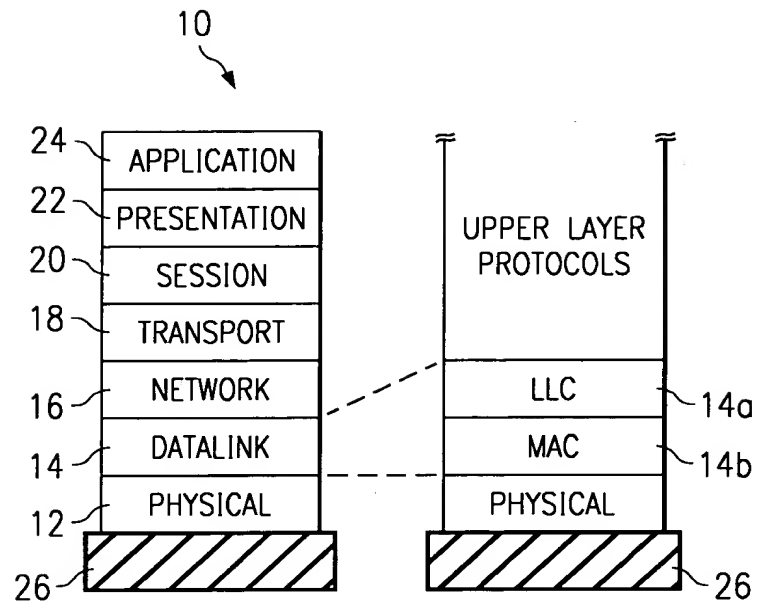 10
24 APPLICATION
22 PRESENTATION
20 SESSION
18 TRANSPORT
16 NETWORK
14 DATALINK
12 PHYSICAL
26
UPPER LAYER
PROTOCOLS
LLC 14a
MAC 14b
PHYSICAL
26